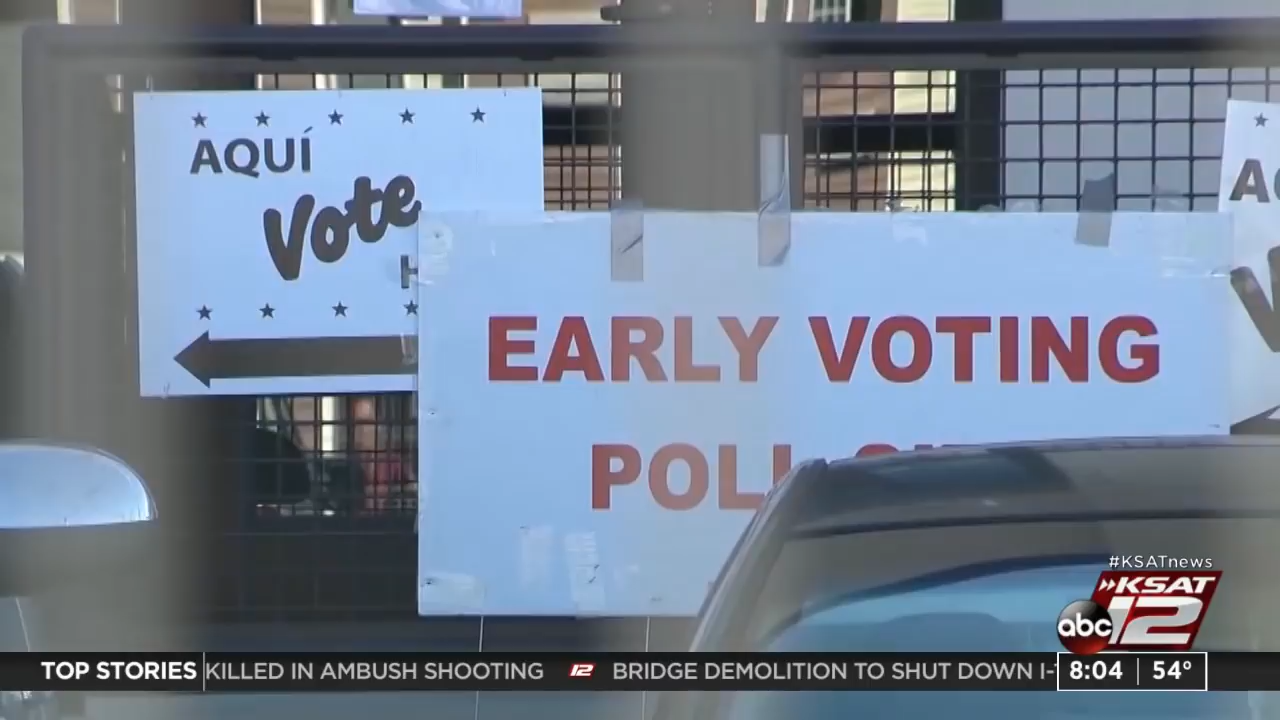 AQUÍ
Vote
EARLY VOTING
POLL
#KSATnews
KSAT
abc 12
TOP STORIES KILLED IN AMBUSH SHOOTING 12 BRIDGE DEMOLITION TO SHUT DOWN I- 8:04 54°